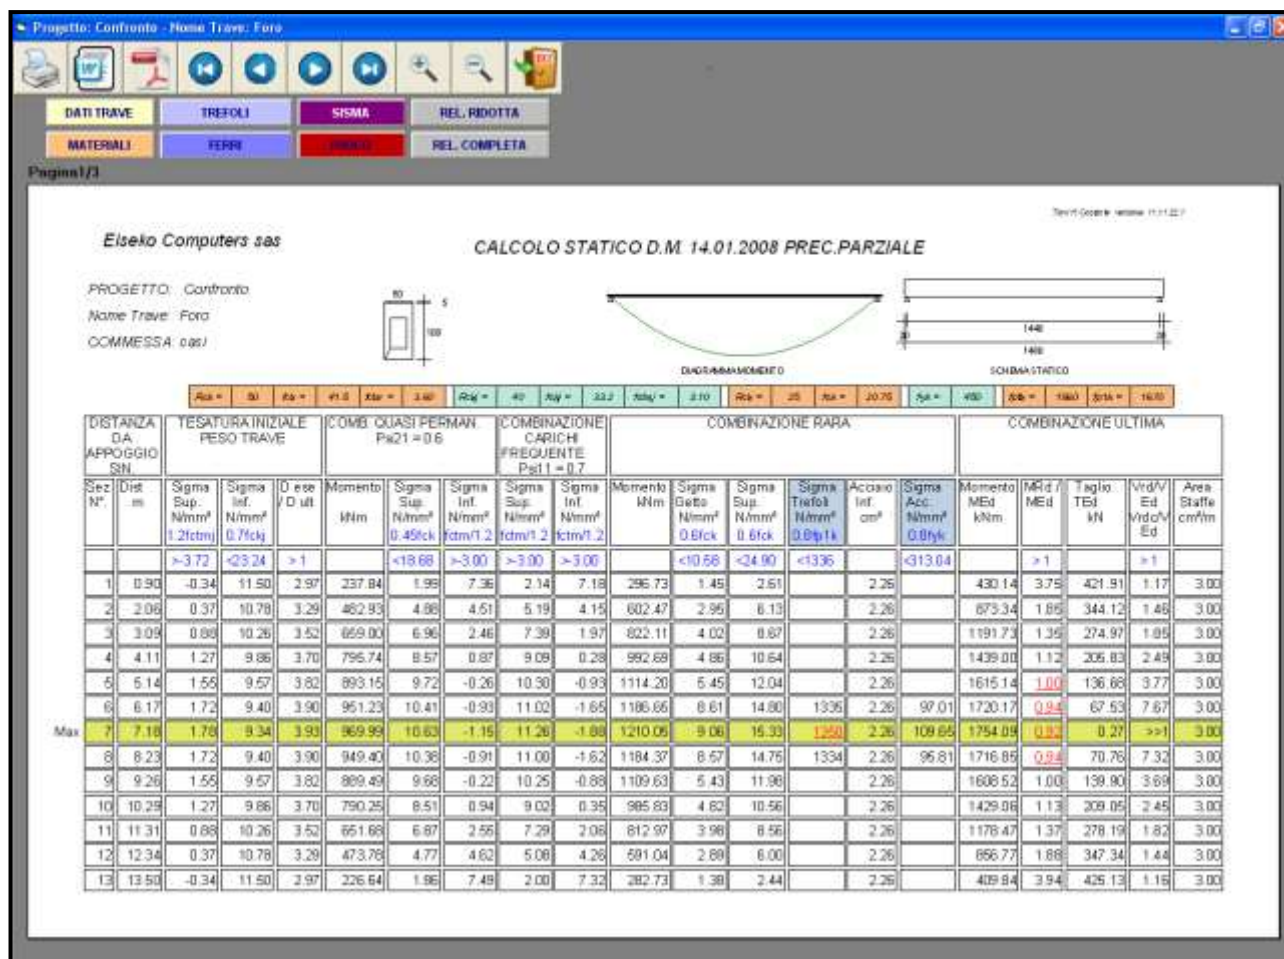 Progetto: Confronto - Nome Trave: Foro
DATI TRAVE TREFOLI SISMA REL. RIDOTTA
MATERIALI FERRI REL. COMPLETA
Pagina1/3
Eiseko Computers sas
CALCOLO STATICO D.M. 14.01.2008 PREC.PARZIALE
PROGETTO: Confronto
Nome Trave: Foro
COMMESSA: casi
DIAGRAMMA MOMENTO
SCHEMA STATICO
DISTANZA DA APPOGGIO SIN. TESATURA INIZIALE PESO TRAVE COMB. QUASI PERMAN. Psi21 = 0.6 COMBINAZIONE CARICHI FREQUENTE Psi11 = 0.7 COMBINAZIONE RARA COMBINAZIONE ULTIMA
Sez N°. Dist m Sigma Sup. N/mm² 1.2fctmj Sigma Inf. N/mm² 0.7fckj D ese / D ult Momento kNm Sigma Sup. N/mm² 0.45fck Sigma Inf. N/mm² fctm/1.2 Sigma Sup. N/mm² fctm/1.2 Sigma Inf. N/mm² fctm/1.2 Momento kNm Sigma Getto N/mm² 0.6fck Sigma Sup. N/mm² 0.6fck Sigma Trefoli N/mm² 0.8fp1k Acciaio Inf. cm² Sigma Acc. N/mm² 0.8fyk Momento MEd kNm MRd / MEd Taglio TEd kN Vrd/V Ed Vrdc/V Ed Area Staffe cm²/m
>-3.72 <23.24 > 1 <18.68 >-3.00 >-3.00 >-3.00 <10.58 <24.90 <1336 <313.04 > 1 > 1
1 0.90 -0.34 11.50 2.97 237.84 1.99 7.36 2.14 7.18 296.73 1.45 2.61 2.26 430.14 3.75 421.91 1.17 3.00
2 2.06 0.37 10.78 3.29 482.93 4.88 4.51 5.19 4.15 602.47 2.95 6.13 2.26 873.34 1.85 344.12 1.46 3.00
3 3.09 0.88 10.26 3.52 659.00 6.96 2.46 7.39 1.97 822.11 4.02 8.67 2.26 1191.73 1.35 274.97 1.85 3.00
4 4.11 1.27 9.86 3.70 795.74 8.57 0.87 9.09 0.28 992.69 4.86 10.64 2.26 1439.00 1.12 205.83 2.49 3.00
5 5.14 1.55 9.57 3.82 893.15 9.72 -0.26 10.30 -0.93 1114.20 5.45 12.04 2.26 1615.14 1.00 136.68 3.77 3.00
6 6.17 1.72 9.40 3.90 951.23 10.41 -0.93 11.02 -1.65 1186.65 8.61 14.80 1335 2.26 97.01 1720.17 0.94 67.53 7.67 3.00
Max 7 7.18 1.78 9.34 3.93 969.99 10.63 -1.15 11.26 -1.88 1210.05 9.06 15.33 1350 2.26 109.65 1754.09 0.92 0.27 >>1 3.00
8 8.23 1.72 9.40 3.90 949.40 10.38 -0.91 11.00 -1.62 1184.37 8.57 14.75 1334 2.26 95.81 1716.85 0.94 70.76 7.32 3.00
9 9.26 1.55 9.57 3.82 889.49 9.68 -0.22 10.25 -0.88 1109.63 5.43 11.98 2.26 1608.52 1.00 139.90 3.69 3.00
10 10.29 1.27 9.86 3.70 790.25 8.51 0.94 9.02 0.35 985.83 4.82 10.56 2.26 1429.06 1.13 209.05 2.45 3.00
11 11.31 0.88 10.26 3.52 651.68 6.87 2.55 7.29 2.06 812.97 3.98 8.56 2.26 1178.47 1.37 278.19 1.82 3.00
12 12.34 0.37 10.78 3.29 473.78 4.77 4.62 5.08 4.26 591.04 2.89 6.00 2.26 856.77 1.88 347.34 1.44 3.00
13 13.50 -0.34 11.50 2.97 226.64 1.86 7.49 2.00 7.32 282.73 1.38 2.44 2.26 409.84 3.94 425.13 1.16 3.00